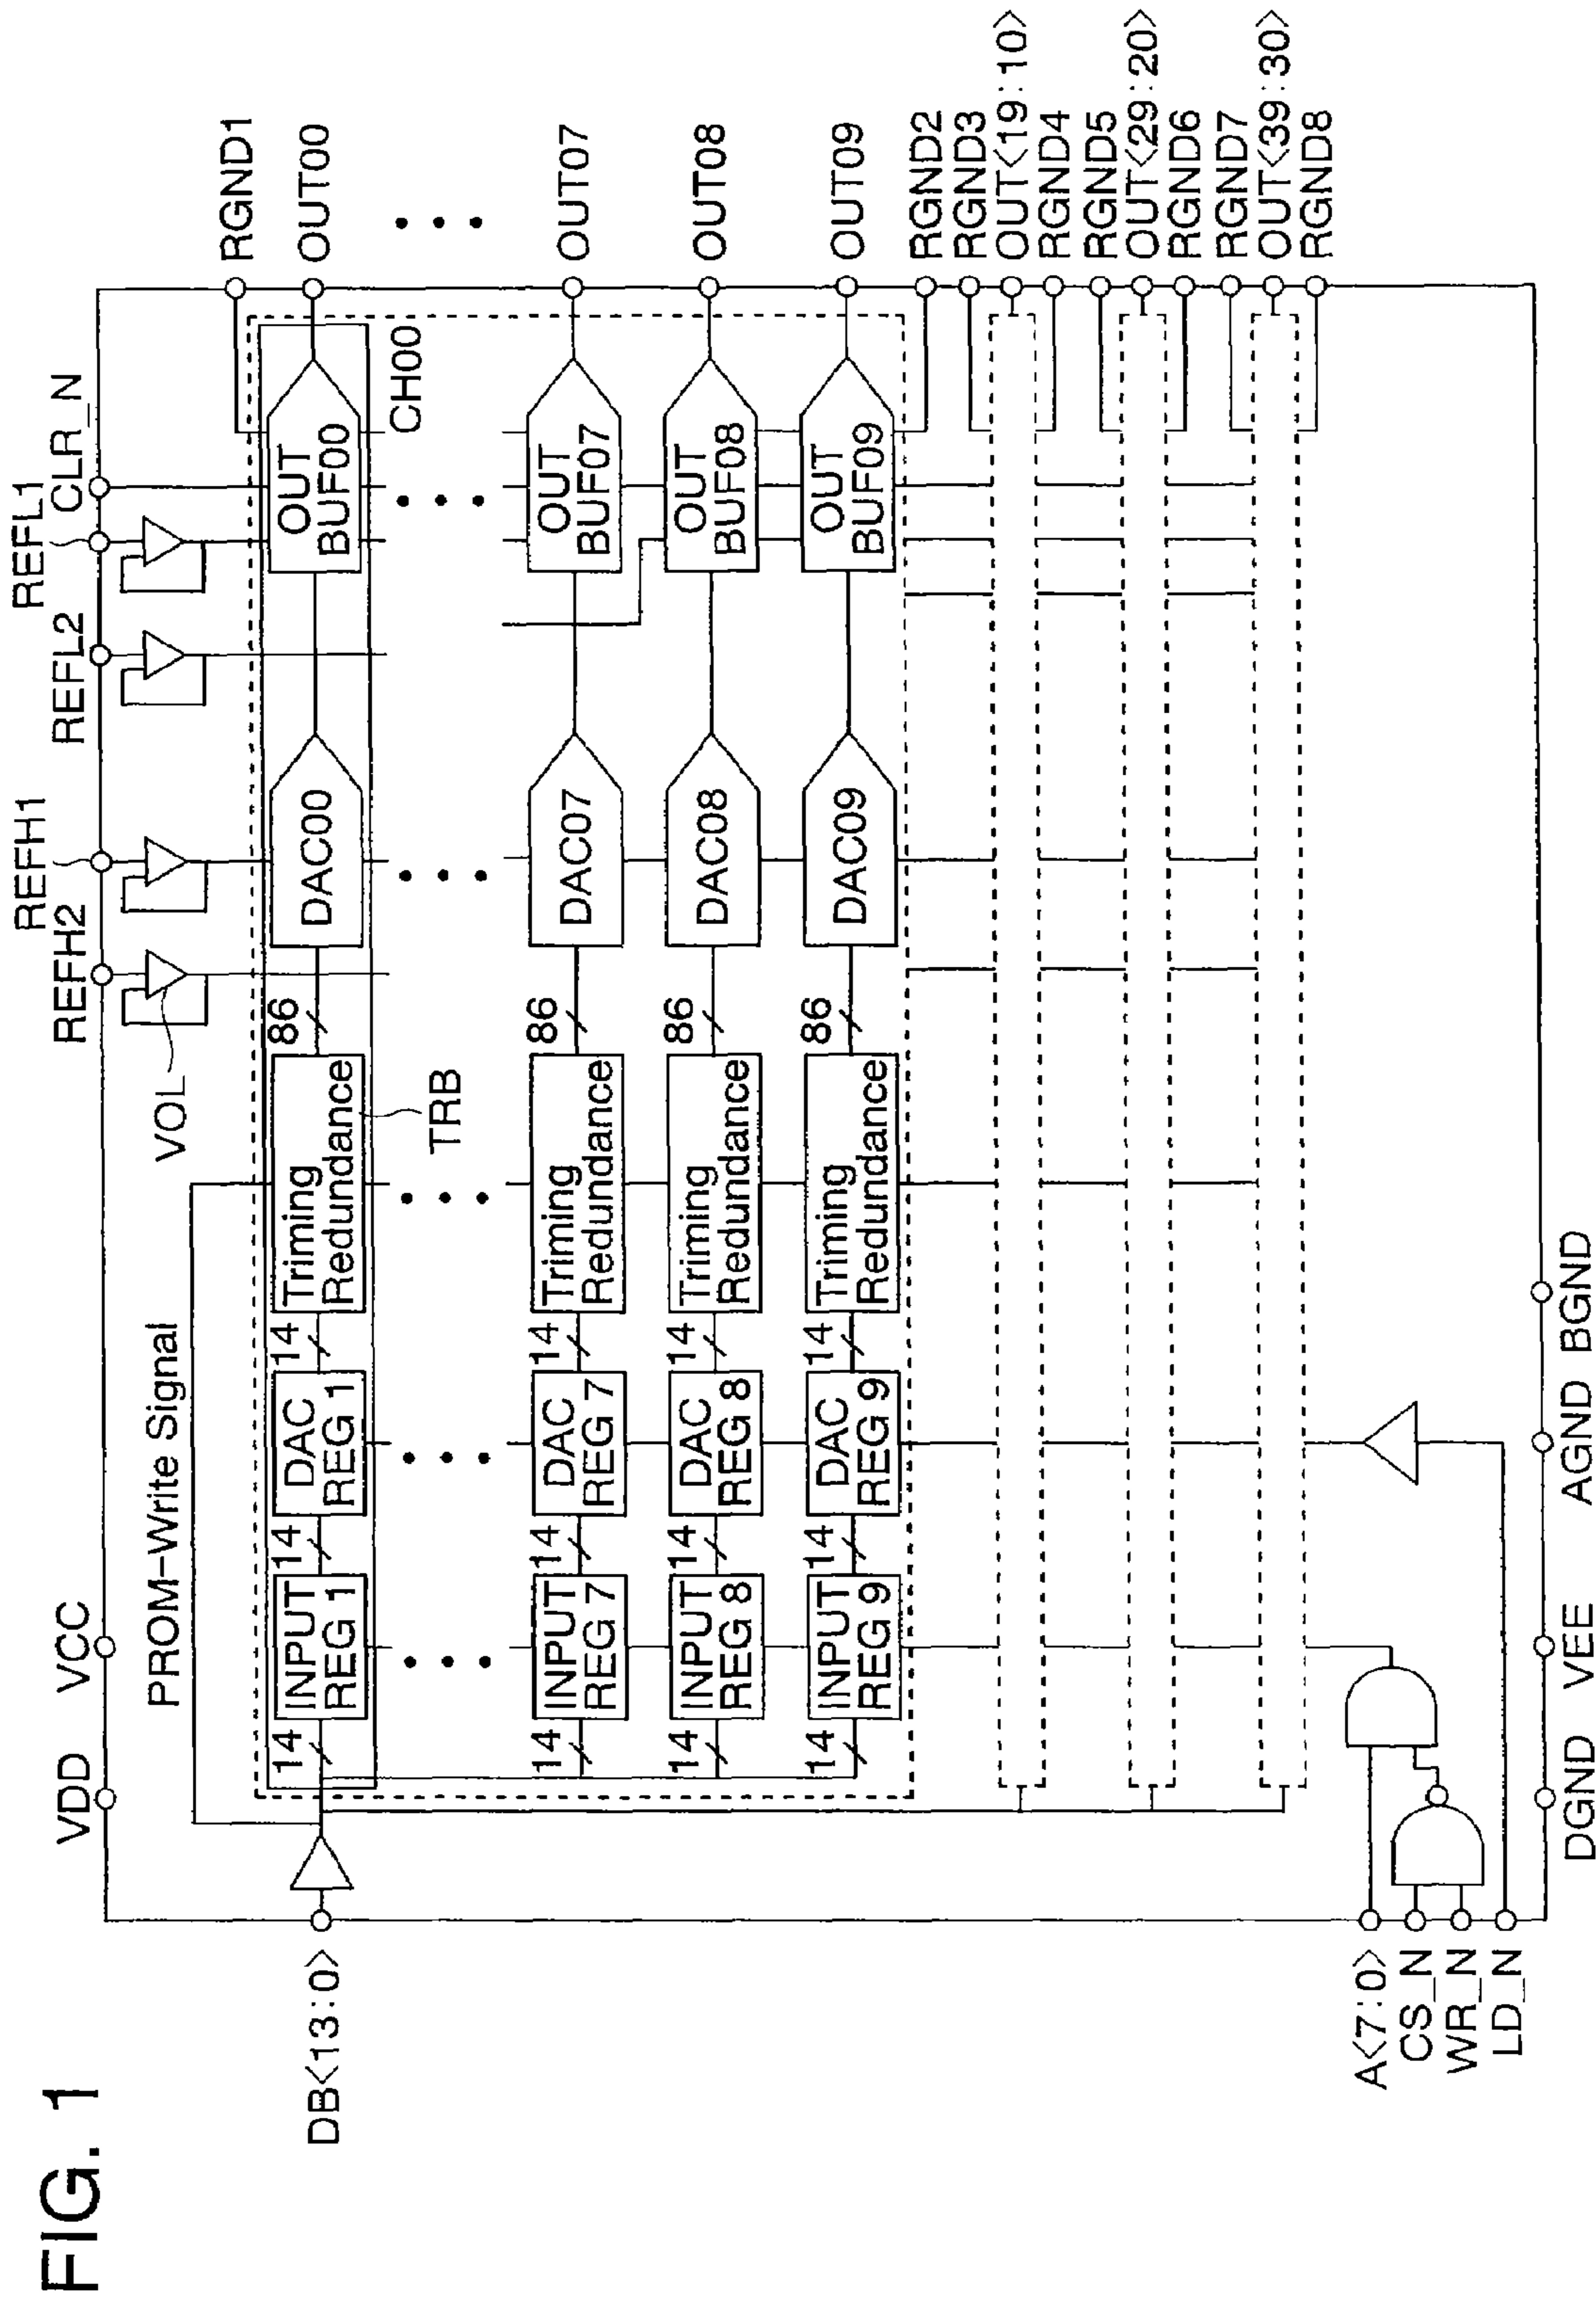 FIG. 1
VDD
VCC
REFH2
REFH1
REFL2
REFL1
CLR_N
PROM-Write Signal
VOL
DB<13:0>
14
INPUT
REG 1
14
DAC
REG 1
14
Triming
Redundance
86
DAC00
OUT
BUF00
RGND1
OUT00
TRB
CH00
14
INPUT
REG 7
14
DAC
REG 7
14
Triming
Redundance
86
DAC07
OUT
BUF07
OUT07
14
INPUT
REG 8
14
DAC
REG 8
14
Triming
Redundance
86
DAC08
OUT
BUF08
OUT08
14
INPUT
REG 9
14
DAC
REG 9
14
Triming
Redundance
86
DAC09
OUT
BUF09
OUT09
RGND2
RGND3
OUT<19:10>
RGND4
RGND5
OUT<29:20>
RGND6
RGND7
OUT<39:30>
RGND8
A<7:0>
CS_N
WR_N
LD_N
DGND
VEE
AGND
BGND